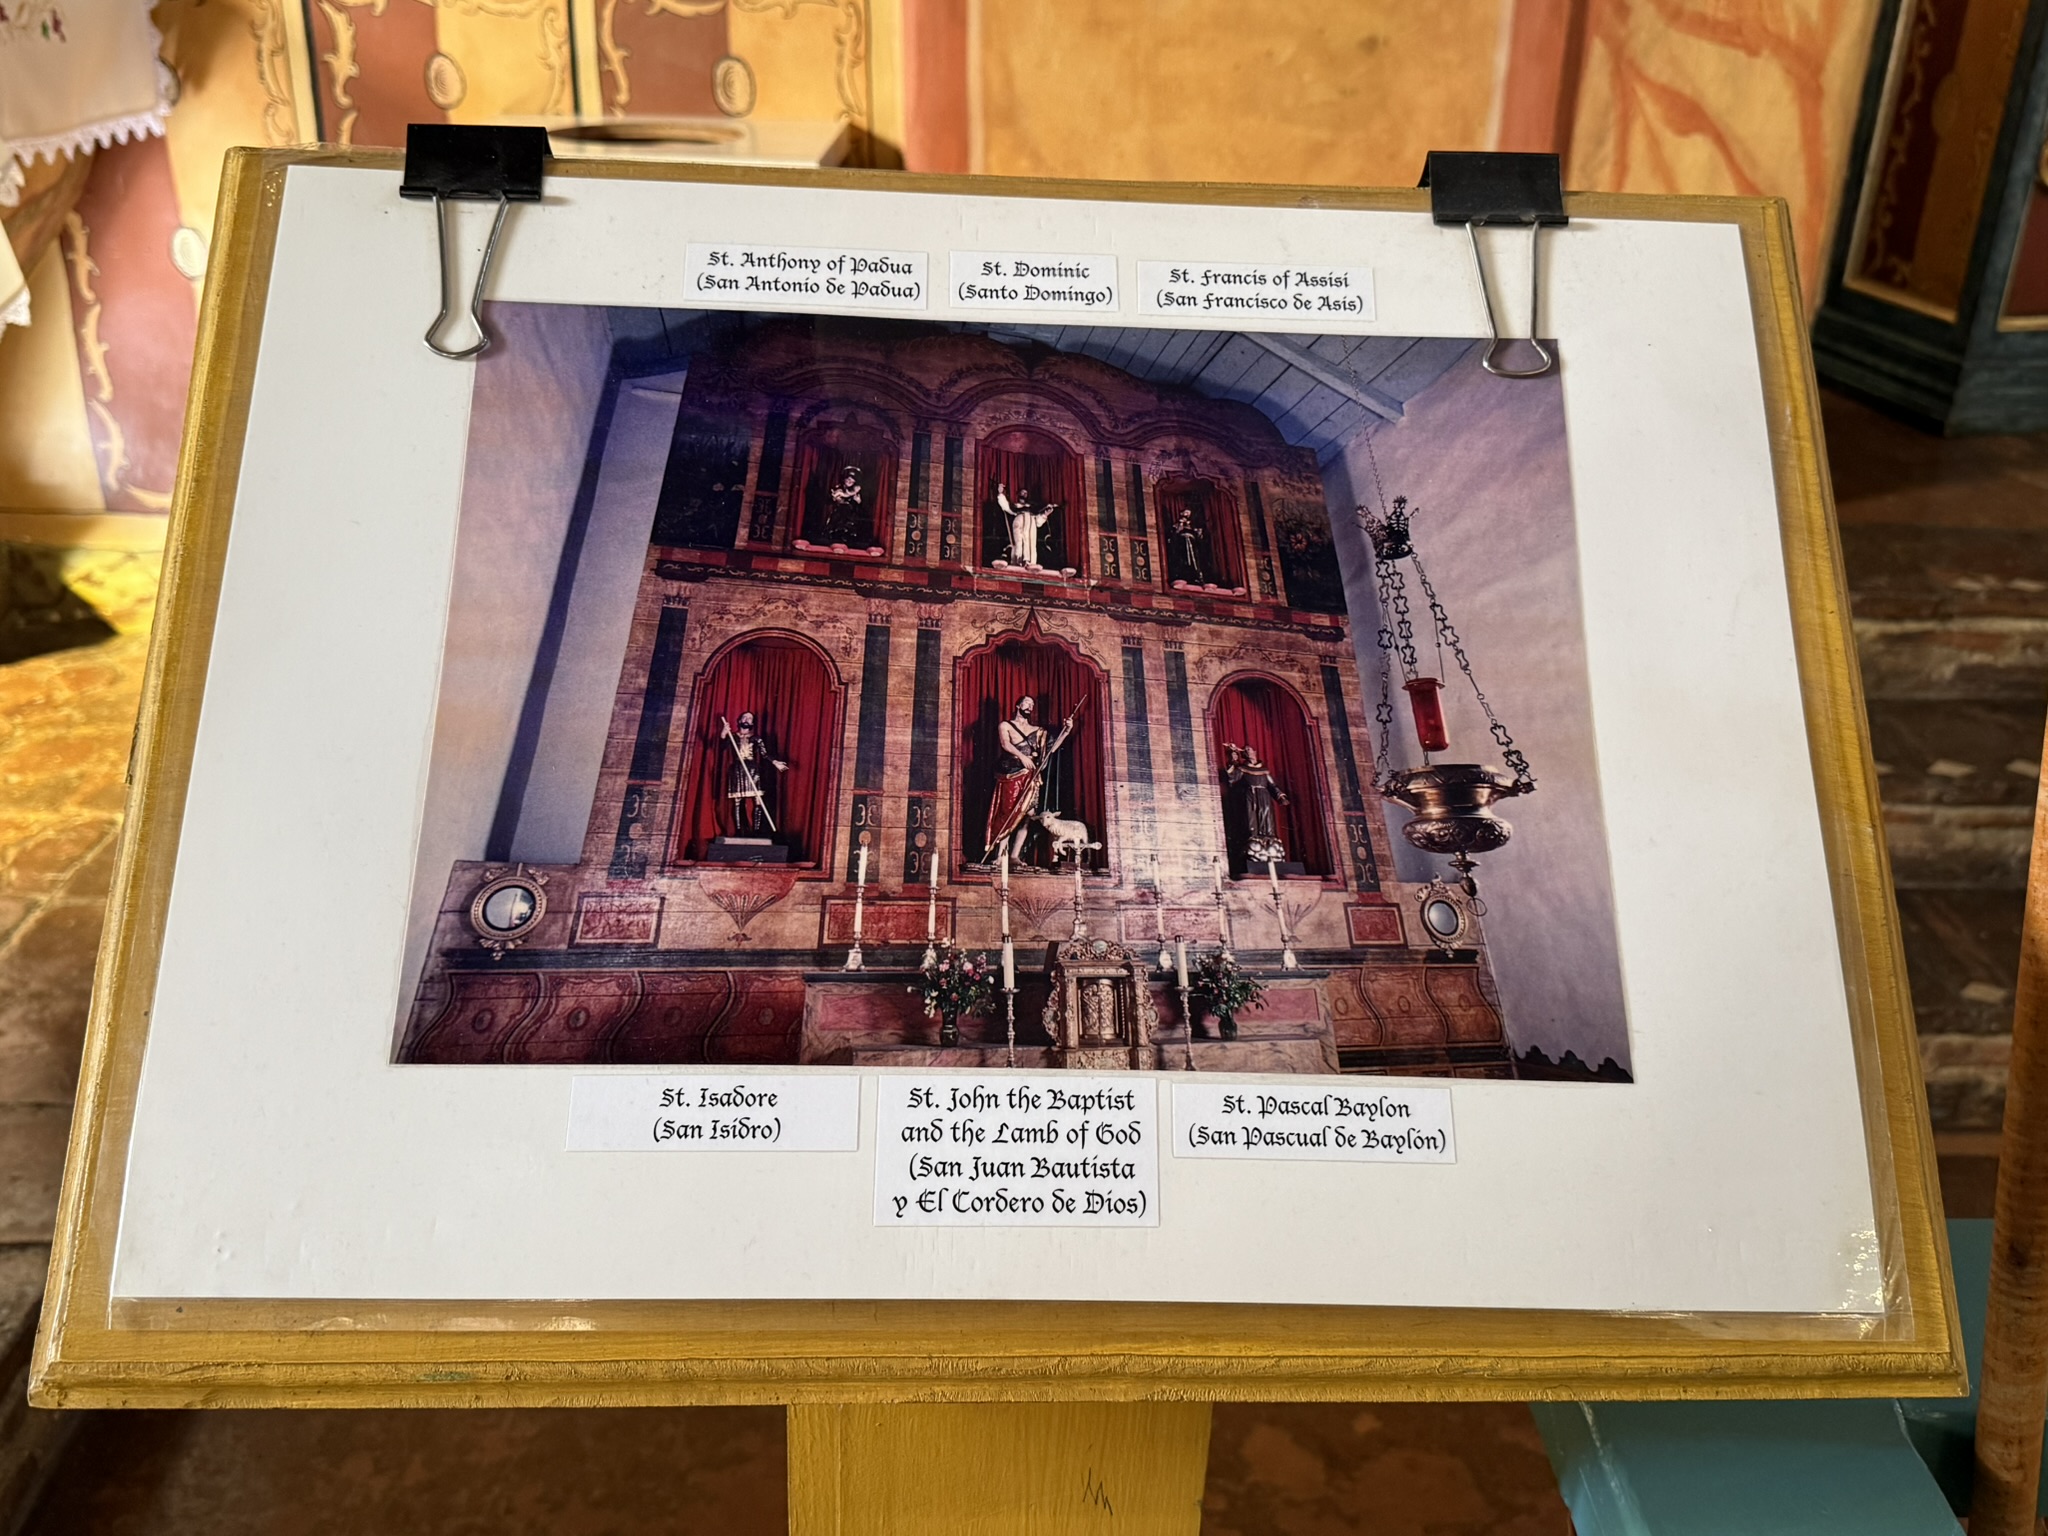 St. Anthony of Padua
(San Antonio de Padua)
St. Dominic
(Santo Domingo)
St. Francis of Assisi
(San Francisco de Asis)
St. Isadore
(San Isidro)
St. John the Baptist
and the Lamb of God
(San Juan Bautista
y El Cordero de Dios)
St. Pascal Baylon
(San Pascual de Baylón)